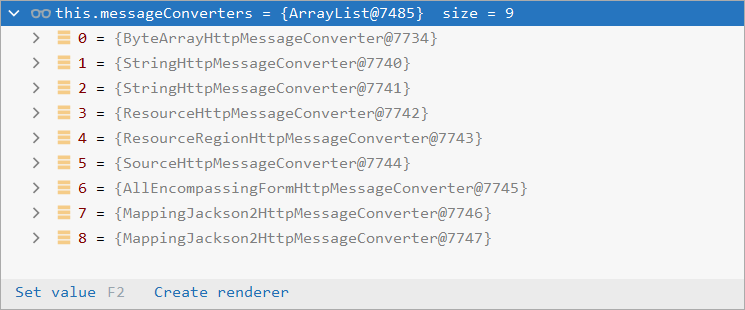 this.messageConverters = {ArrayList@7485} size = 9
0 = {ByteArrayHttpMessageConverter@7734}
1 = {StringHttpMessageConverter@7740}
2 = {StringHttpMessageConverter@7741}
3 = {ResourceHttpMessageConverter@7742}
4 = {ResourceRegionHttpMessageConverter@7743}
5 = {SourceHttpMessageConverter@7744}
6 = {AllEncompassingFormHttpMessageConverter@7745}
7 = {MappingJackson2HttpMessageConverter@7746}
8 = {MappingJackson2HttpMessageConverter@7747}
Set value F2 Create renderer